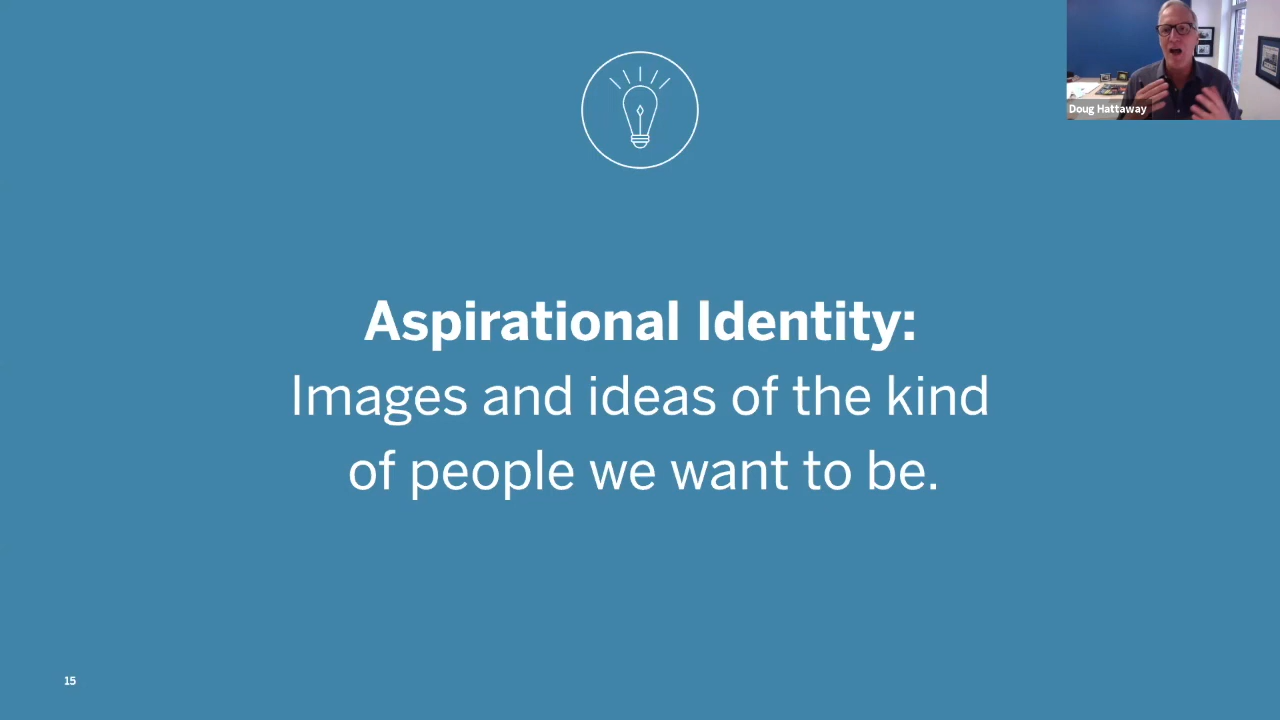 Doug Hattaway
Aspirational Identity:
Images and ideas of the kind
of people we want to be.
15